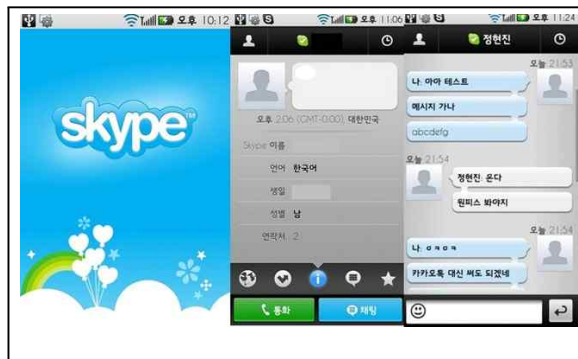 오후 10:12
skype™
오후 11:06
오후 2:06 (GMT-0:00), 대한민국
Skype 이름
언어 한국어
생일
성별 남
연락처 2
통화
채팅
오후 11:24
정현진
오늘 21:53
나: 아아 테스트
메시지 가나
abcdefg
오늘 21:54
정현진: 온다
원피스 봐야지
오늘 21:54
나: ㅇㅋㅇㅋ
카카오톡 대신 써도 되겠네